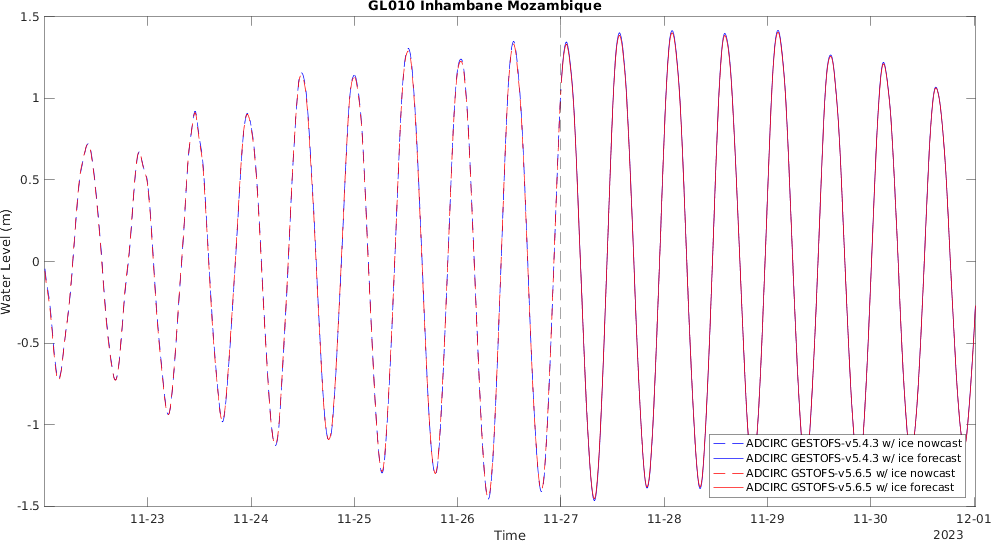 GL010 Inhambane Mozambique
1.5
1
0.5
0
-0.5
-1
-1.5
Water Level (m)
ADCIRC GESTOFS-v5.4.3 w/ ice nowcast
ADCIRC GESTOFS-v5.4.3 w/ ice forecast
ADCIRC GSTOFS-v5.6.5 w/ ice nowcast
ADCIRC GSTOFS-v5.6.5 w/ ice forecast
11-23 11-24 11-25 11-26 11-27 11-28 11-29 11-30 12-01
Time
2023